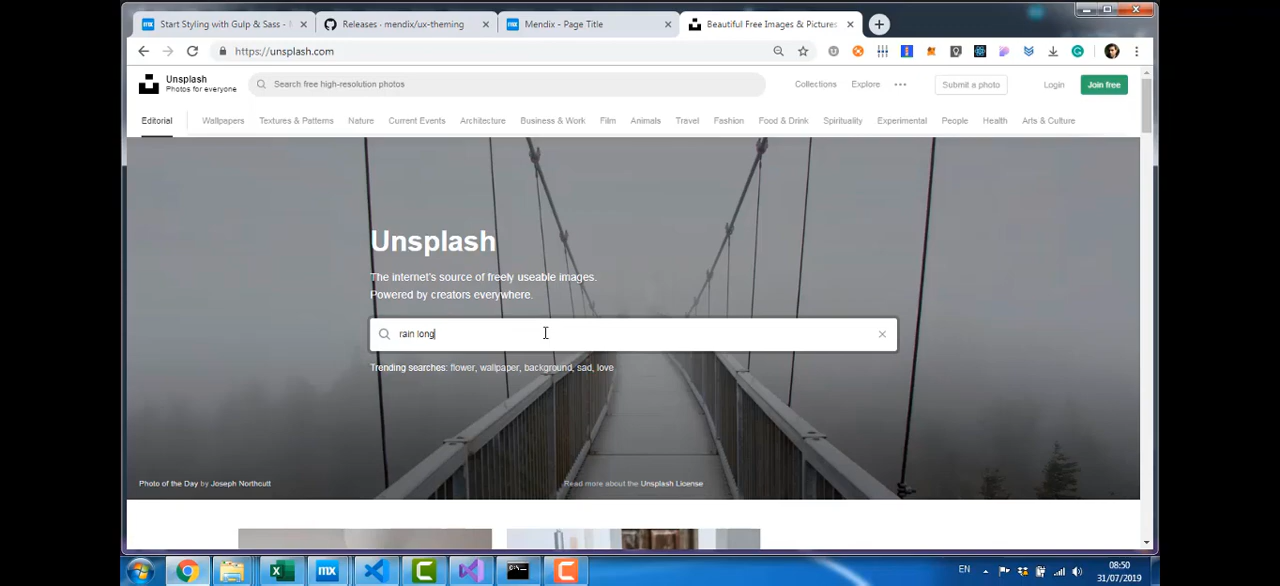 Start Styling with Gulp & Sass -
Releases · mendix/ux-theming
mx
Mendix - Page Title
Beautiful Free Images & Pictures
https://unsplash.com
Unsplash
Photos for everyone
Search free high-resolution photos
Collections
Explore
Submit a photo
Login
Join free
Editorial
Wallpapers
Textures & Patterns
Nature
Current Events
Architecture
Business & Work
Film
Animals
Travel
Fashion
Food & Drink
Spirituality
Experimental
People
Health
Arts & Culture
Unsplash
The internet's source of freely useable images.
Powered by creators everywhere.
rain long
Trending searches: flower, wallpaper, background, sad, love
Photo of the Day by Joseph Northcutt
Read more about the Unsplash License
mx
EN
08:50
31/07/2019